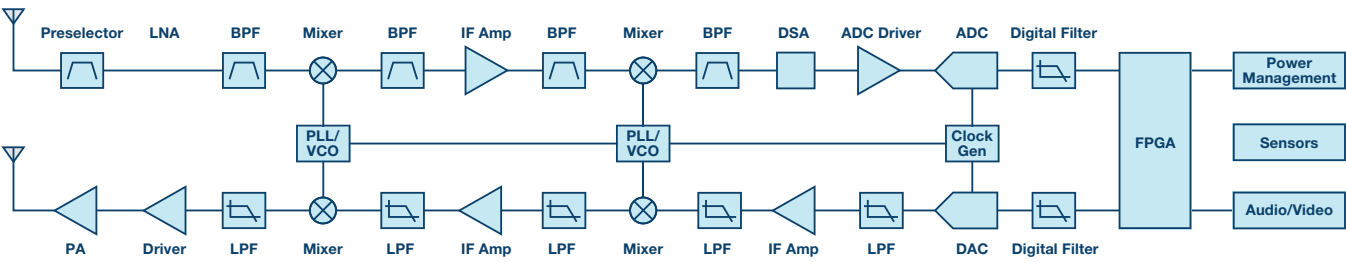 Preselector
LNA
BPF
Mixer
BPF
IF Amp
BPF
Mixer
BPF
DSA
ADC Driver
ADC
Digital Filter
Power
Management
PLL/
VCO
PLL/
VCO
Clock
Gen
FPGA
Sensors
Audio/Video
PA
Driver
LPF
Mixer
LPF
IF Amp
LPF
Mixer
LPF
IF Amp
LPF
DAC
Digital Filter